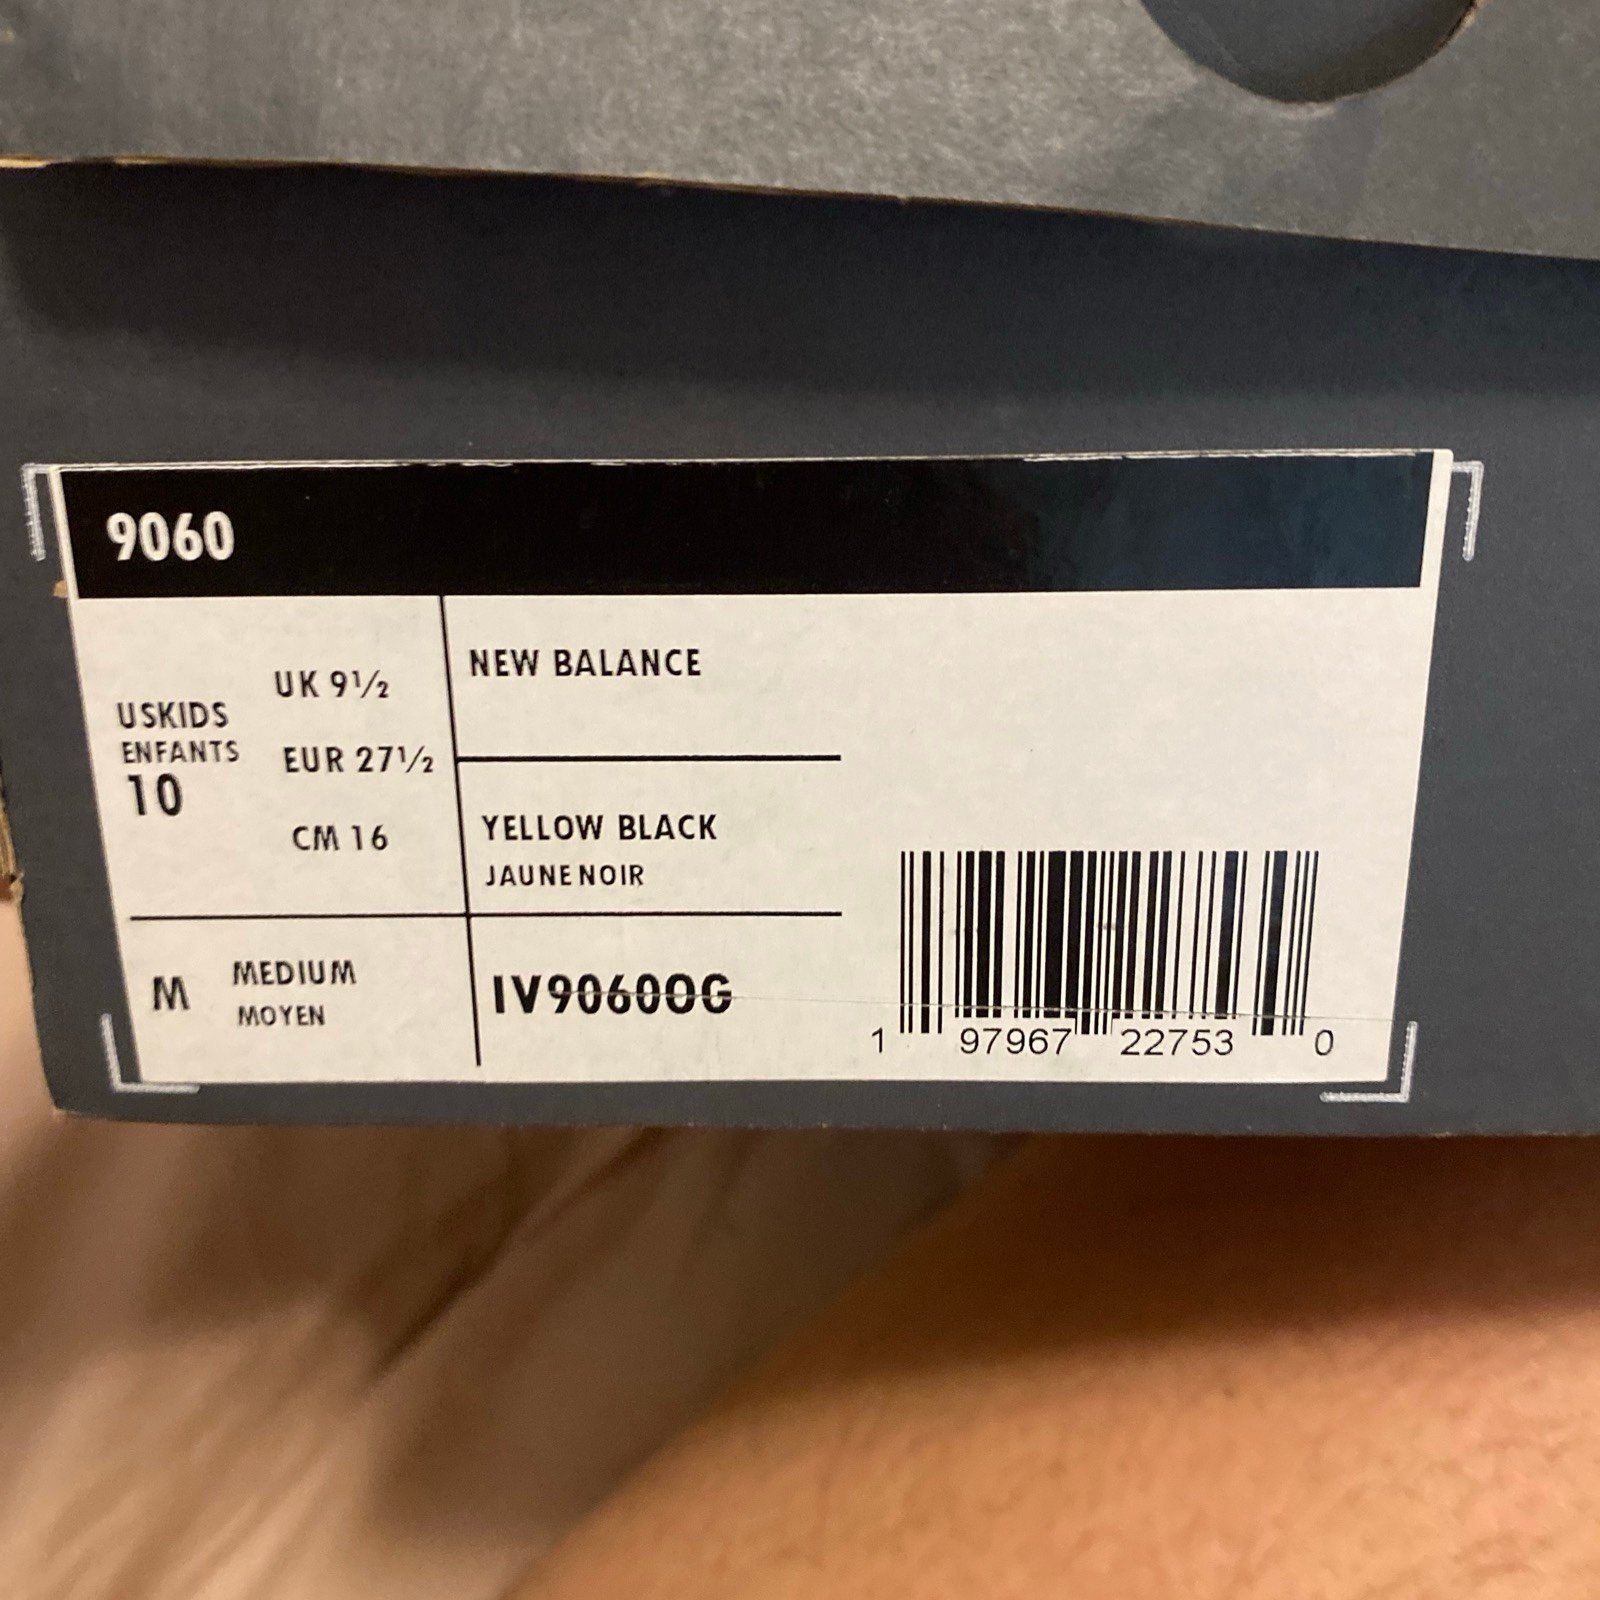 9060
USKIDS
ENFANTS
10
UK 9½
EUR 27½
CM 16
NEW BALANCE
YELLOW BLACK
JAUNE NOIR
M
MEDIUM
MOYEN
IV9060OG
1 97967 22753 0